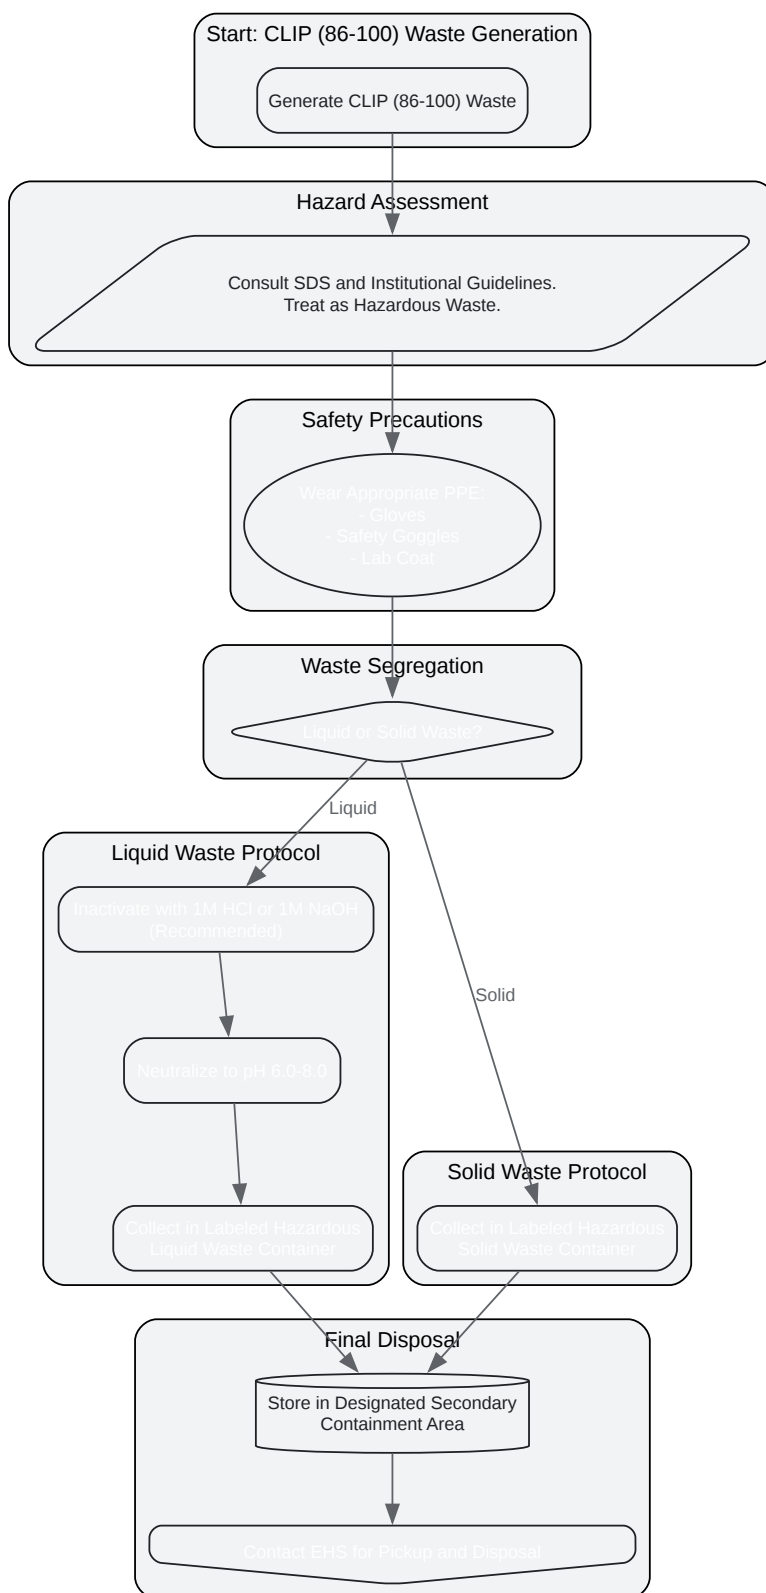 Start: CLIP (86-100) Waste Generation
Generate CLIP (86-100) Waste
Hazard Assessment
Consult SDS and Institutional Guidelines.
Treat as Hazardous Waste.
Safety Precautions
Wear Appropriate PPE:
- Gloves
- Safety Goggles
- Lab Coat
Waste Segregation
Liquid or Solid Waste?
Liquid
Liquid Waste Protocol
Inactivate with 1M HCl or 1M NaOH
(Recommended)
Solid
Neutralize to pH 6.0-8.0
Solid Waste Protocol
Collect in Labeled Hazardous
Liquid Waste Container
Collect in Labeled Hazardous
Solid Waste Container
Final Disposal
Store in Designated Secondary
Containment Area
Contact EHS for Pickup and Disposal